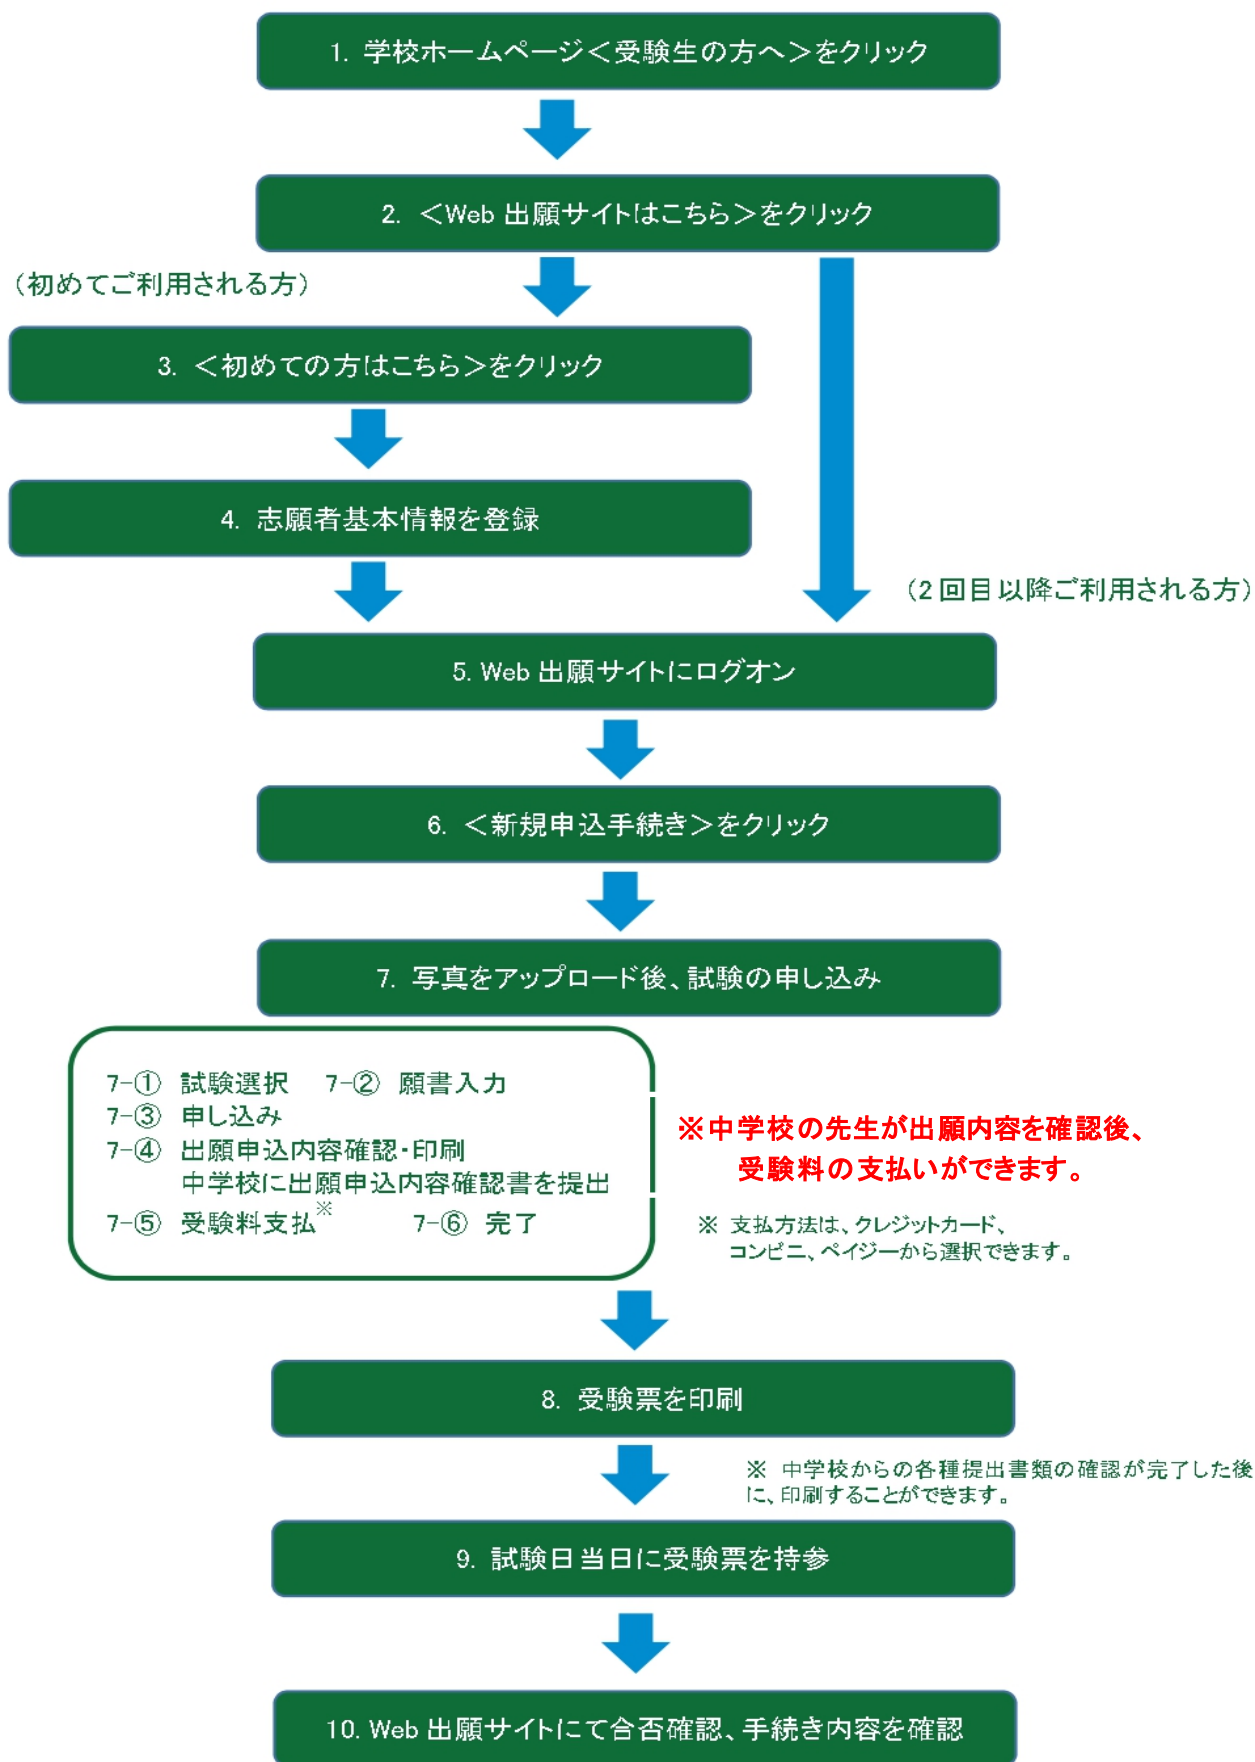 1. 学校ホームページ＜受験生の方へ＞をクリック
2. ＜Web 出願サイトはこちら＞をクリック
（初めてご利用される方）
3. ＜初めての方はこちら＞をクリック
4. 志願者基本情報を登録
（2回目以降ご利用される方）
5. Web 出願サイトにログオン
6. ＜新規申込手続き＞をクリック
7. 写真をアップロード後、試験の申し込み
7-① 試験選択 7-② 願書入力
7-③ 申し込み
7-④ 出願申込内容確認・印刷
中学校に出願申込内容確認書を提出
7-⑤ 受験料支払※ 7-⑥ 完了
※中学校の先生が出願内容を確認後、
受験料の支払いができます。
※ 支払方法は、クレジットカード、
コンビニ、ペイジーから選択できます。
8. 受験票を印刷
※ 中学校からの各種提出書類の確認が完了した後
に、印刷することができます。
9. 試験日当日に受験票を持参
10. Web 出願サイトにて合否確認、手続き内容を確認